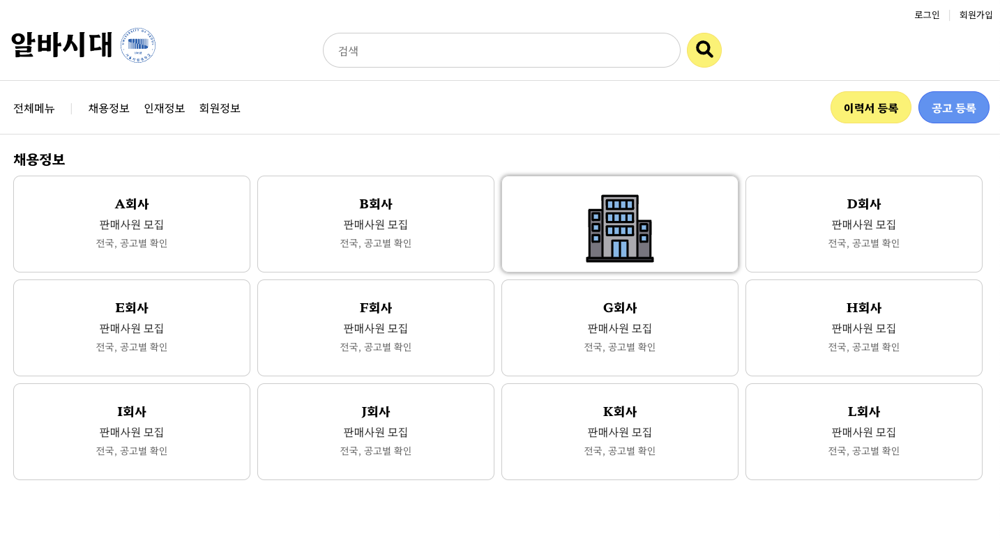 로그인 | 회원가입
알바시대
UNIVERSITY OF SEOUL
1918
서울시립대학교
검색
전체메뉴 | 채용정보 인재정보 회원정보
이력서 등록 공고 등록
채용정보
A회사 B회사 D회사
판매사원 모집 판매사원 모집 판매사원 모집
전국, 공고별 확인 전국, 공고별 확인 전국, 공고별 확인
E회사 F회사 G회사 H회사
판매사원 모집 판매사원 모집 판매사원 모집 판매사원 모집
전국, 공고별 확인 전국, 공고별 확인 전국, 공고별 확인 전국, 공고별 확인
I회사 J회사 K회사 L회사
판매사원 모집 판매사원 모집 판매사원 모집 판매사원 모집
전국, 공고별 확인 전국, 공고별 확인 전국, 공고별 확인 전국, 공고별 확인